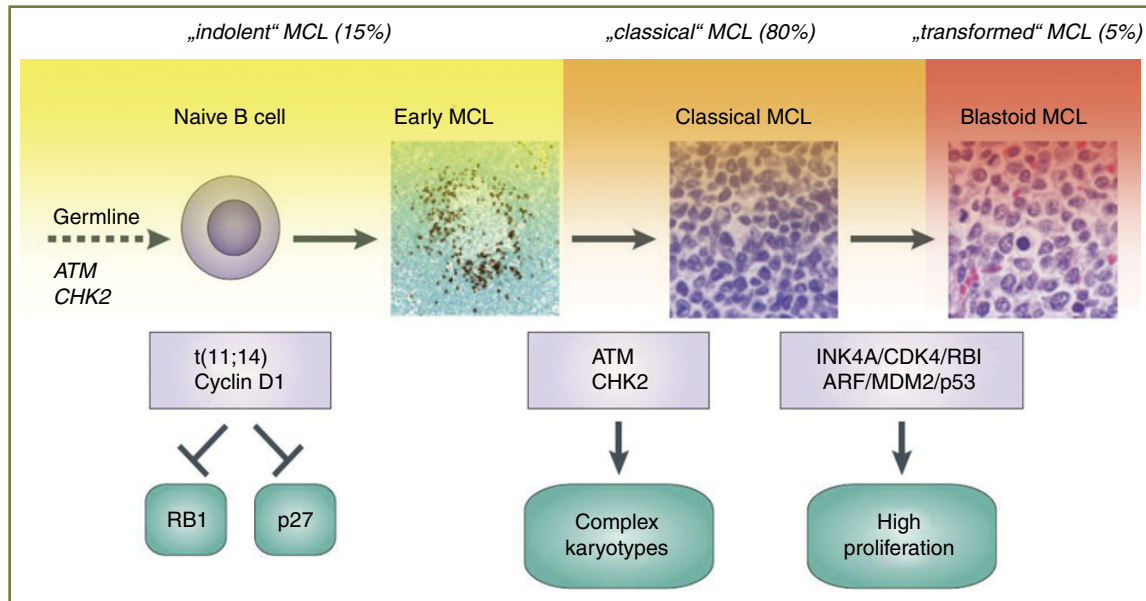 „indolent“ MCL (15%)
„classical“ MCL (80%)
„transformed“ MCL (5%)
Naive B cell
Early MCL
Classical MCL
Blastoid MCL
Germline
ATM
CHK2
t(11;14)
Cyclin D1
ATM
CHK2
INK4A/CDK4/RBI
ARF/MDM2/p53
RB1
p27
Complex
karyotypes
High
proliferation